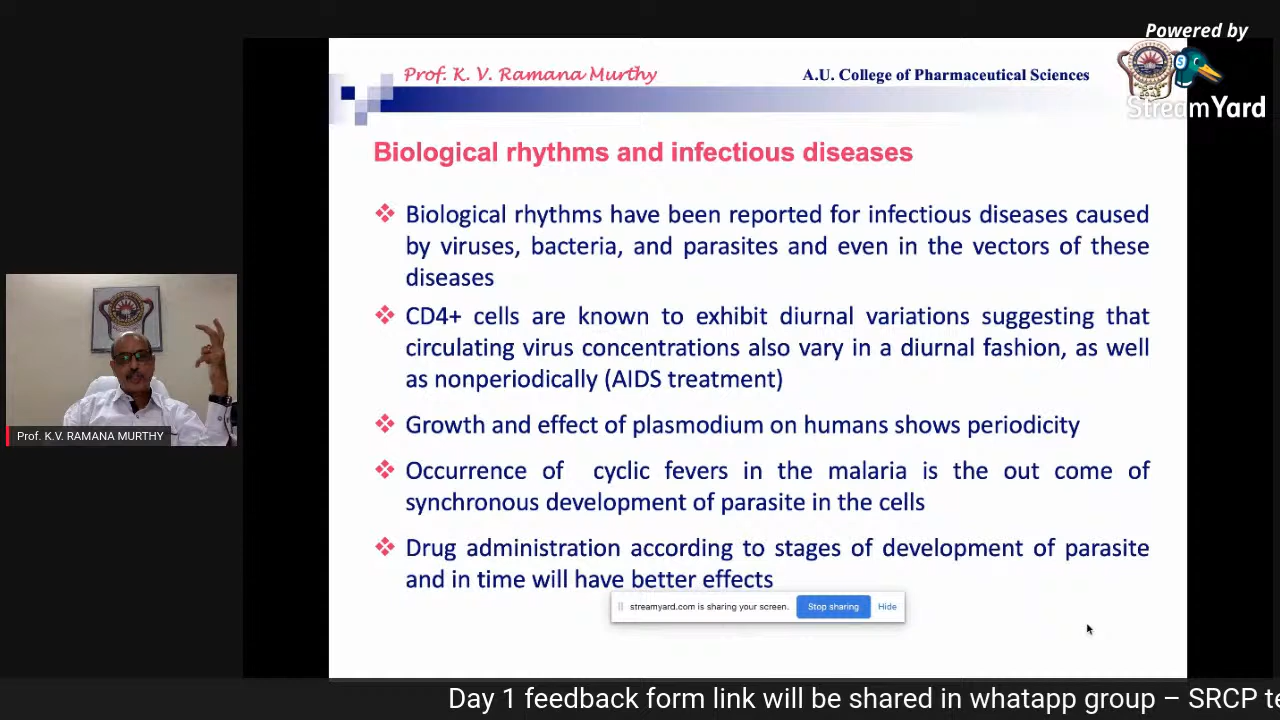 Powered by
StreamYard
Prof. K. V. Ramana Murthy
A.U. College of Pharmaceutical Sciences
Biological rhythms and infectious diseases
Biological rhythms have been reported for infectious diseases caused
by viruses, bacteria, and parasites and even in the vectors of these
diseases
CD4+ cells are known to exhibit diurnal variations suggesting that
circulating virus concentrations also vary in a diurnal fashion, as well
as nonperiodically (AIDS treatment)
Growth and effect of plasmodium on humans shows periodicity
Occurrence of cyclic fevers in the malaria is the out come of
synchronous development of parasite in the cells
Drug administration according to stages of development of parasite
and in time will have better effects
streamyard.com is sharing your screen. Stop sharing Hide
Prof. K.V. RAMANA MURTHY
Day 1 feedback form link will be shared in whatapp group – SRCP te